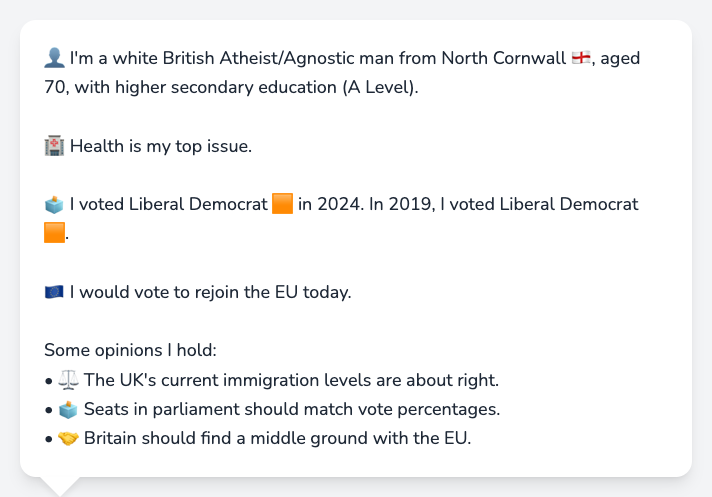 👤 I'm a white British Atheist/Agnostic man from North Cornwall 🏴󠁧󠁢󠁥󠁮󠁧󠁿, aged
70, with higher secondary education (A Level).
🏥 Health is my top issue.
🗳️ I voted Liberal Democrat 🟧 in 2024. In 2019, I voted Liberal Democrat
🟧.
🇪🇺 I would vote to rejoin the EU today.
Some opinions I hold:
• ⚖️ The UK's current immigration levels are about right.
• 🗳️ Seats in parliament should match vote percentages.
• 🤝 Britain should find a middle ground with the EU.